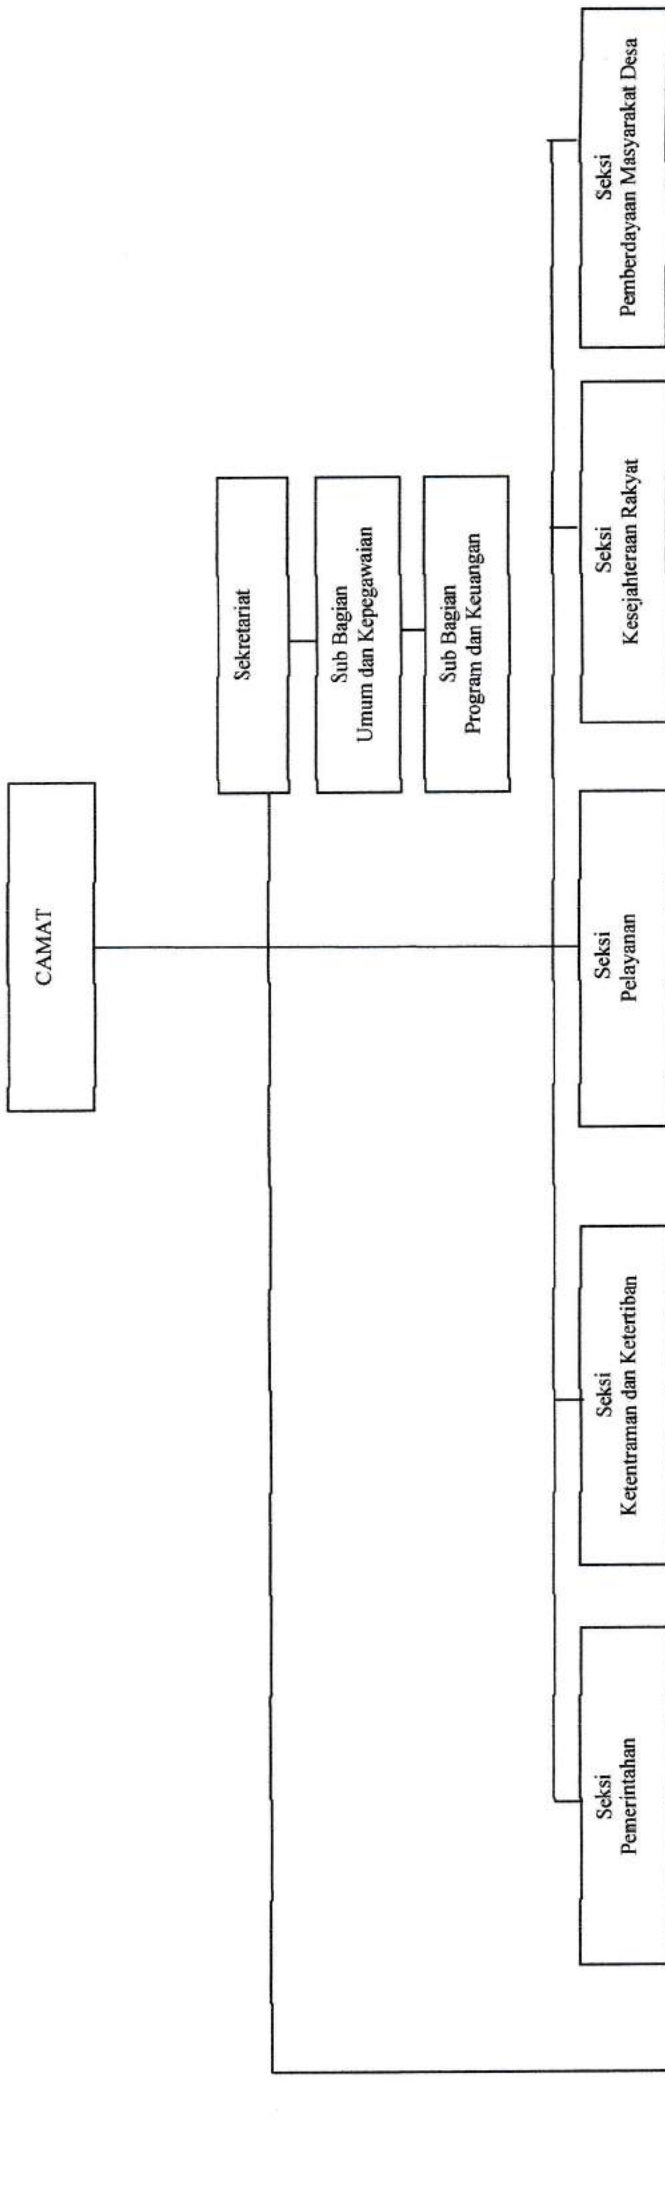 CAMAT
Sekretariat
Sub Bagian
Umum dan Kepegawaian
Sub Bagian
Program dan Keuangan
Seksi
Pemerintahan
Seksi
Ketentraman dan Ketertiban
Seksi
Pelayanan
Seksi
Kesejahteraan Rakyat
Seksi
Pemberdayaan Masyarakat Desa